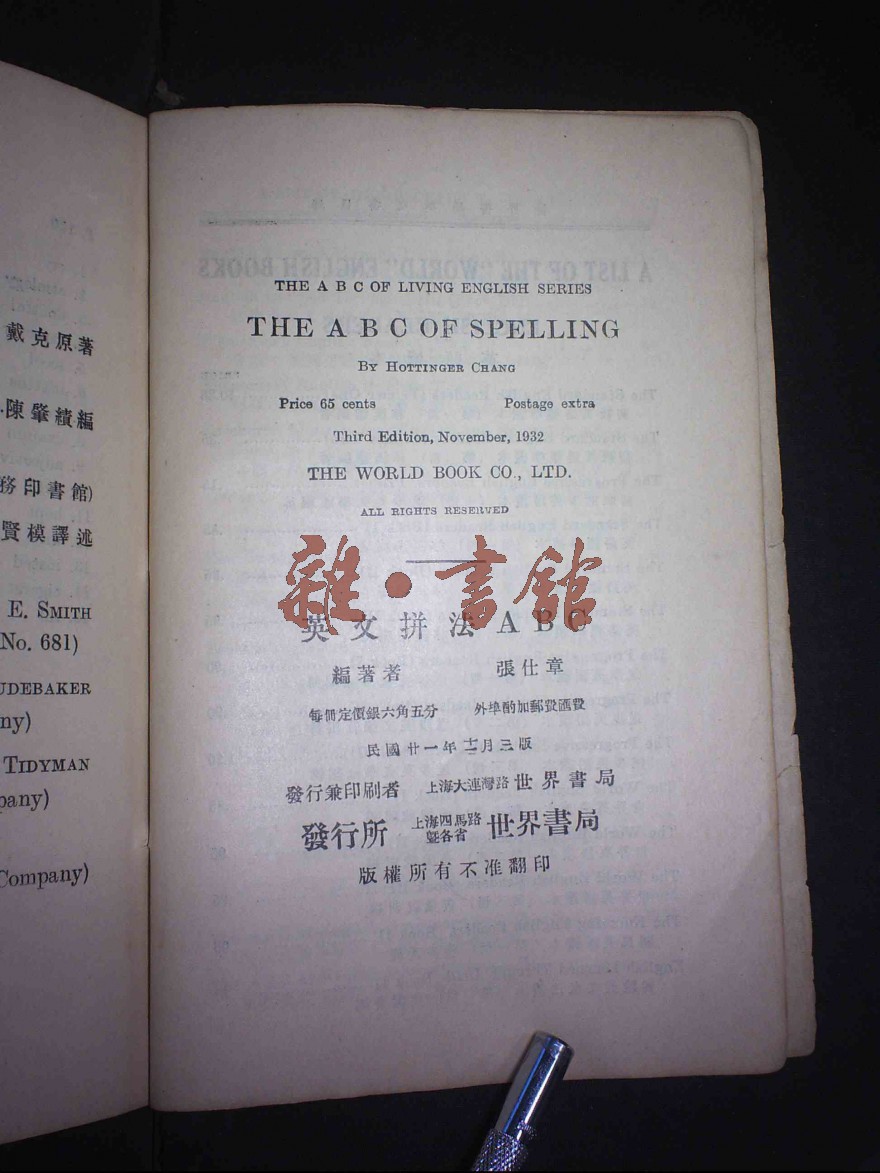 戴克原著
陳肇績編
務印書館)
賢模譯述
E. SMITH
No. 681)
UDEBAKER
ny)
TIDYMAN
pany)
Company)
THE A B C OF LIVING ENGLISH SERIES
THE A B C OF SPELLING
BY HOTTINGER CHANG
Price 65 cents Postage extra
Third Edition, November, 1932
THE WORLD BOOK CO., LTD.
ALL RIGHTS RESERVED
雜·書館
英文拼法 A B C
編著者 張仕章
每冊定價銀六角五分 外埠酌加郵費匯費
民國廿一年十一月三版
發行兼印刷者 上海大連灣路 世界書局
發行所 上海四馬路暨各省 世界書局
版權所有不准翻印